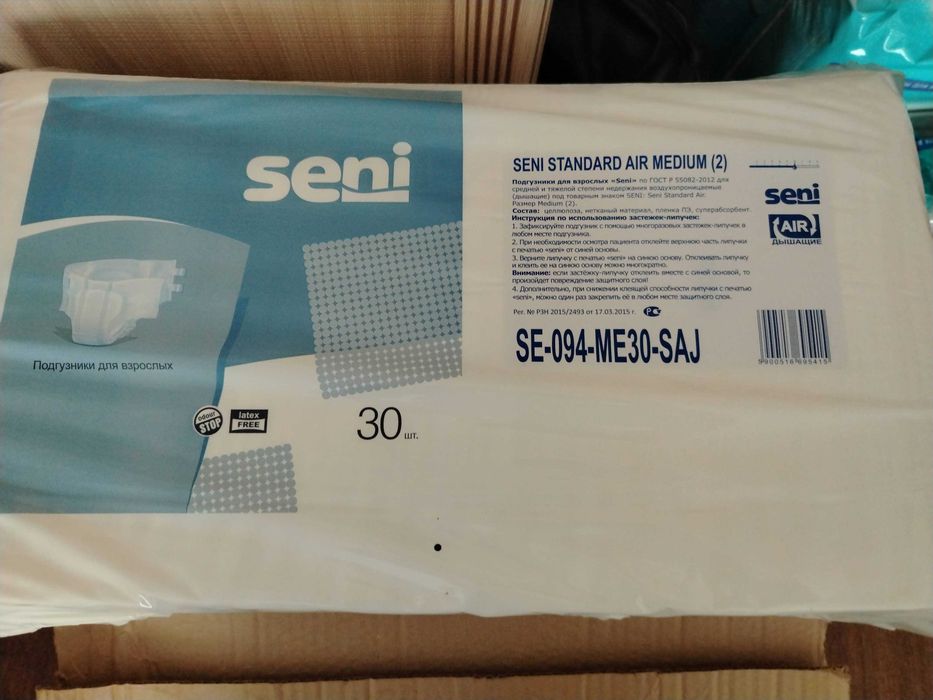 seni
Подгузники для взрослых
odour
STOP
latex
FREE
30 шт.
SENI STANDARD AIR MEDIUM (2)
Подгузники для взрослых «Seni» по ГОСТ Р 55082-2012 для
средней и тяжелой степени недержания воздухопроницаемые
(дышащие) под товарным знаком SENI: Seni Standard Air.
Размер Medium (2).
Состав: целлюлоза, нетканый материал, пленка ПЭ, суперабсорбент
Инструкция по использованию застежек-липучек:
1. Зафиксируйте подгузник с помощью многоразовых застежек-липучек в
любом месте подгузника.
2. При необходимости осмотра пациента отклейте верхнюю часть липучки
с печатью «seni» от синей основы.
3. Верните липучку с печатью «seni» на синюю основу. Отклеивать липучку
и клеить ее на синюю основу можно многократно.
Внимание: если застёжку-липучку отклеить вместе с синей основой, то
произойдет повреждение защитного слоя!
4. Дополнительно, при снижении клеящей способности липучки с печатью
«seni», можно один раз закрепить её в любом месте защитного слоя.
Рег. № РЗН 2015/2493 от 17.03.2015 г.
SE-094-ME30-SAJ
seni
AIR
ДЫШАЩИЕ
5900516695415